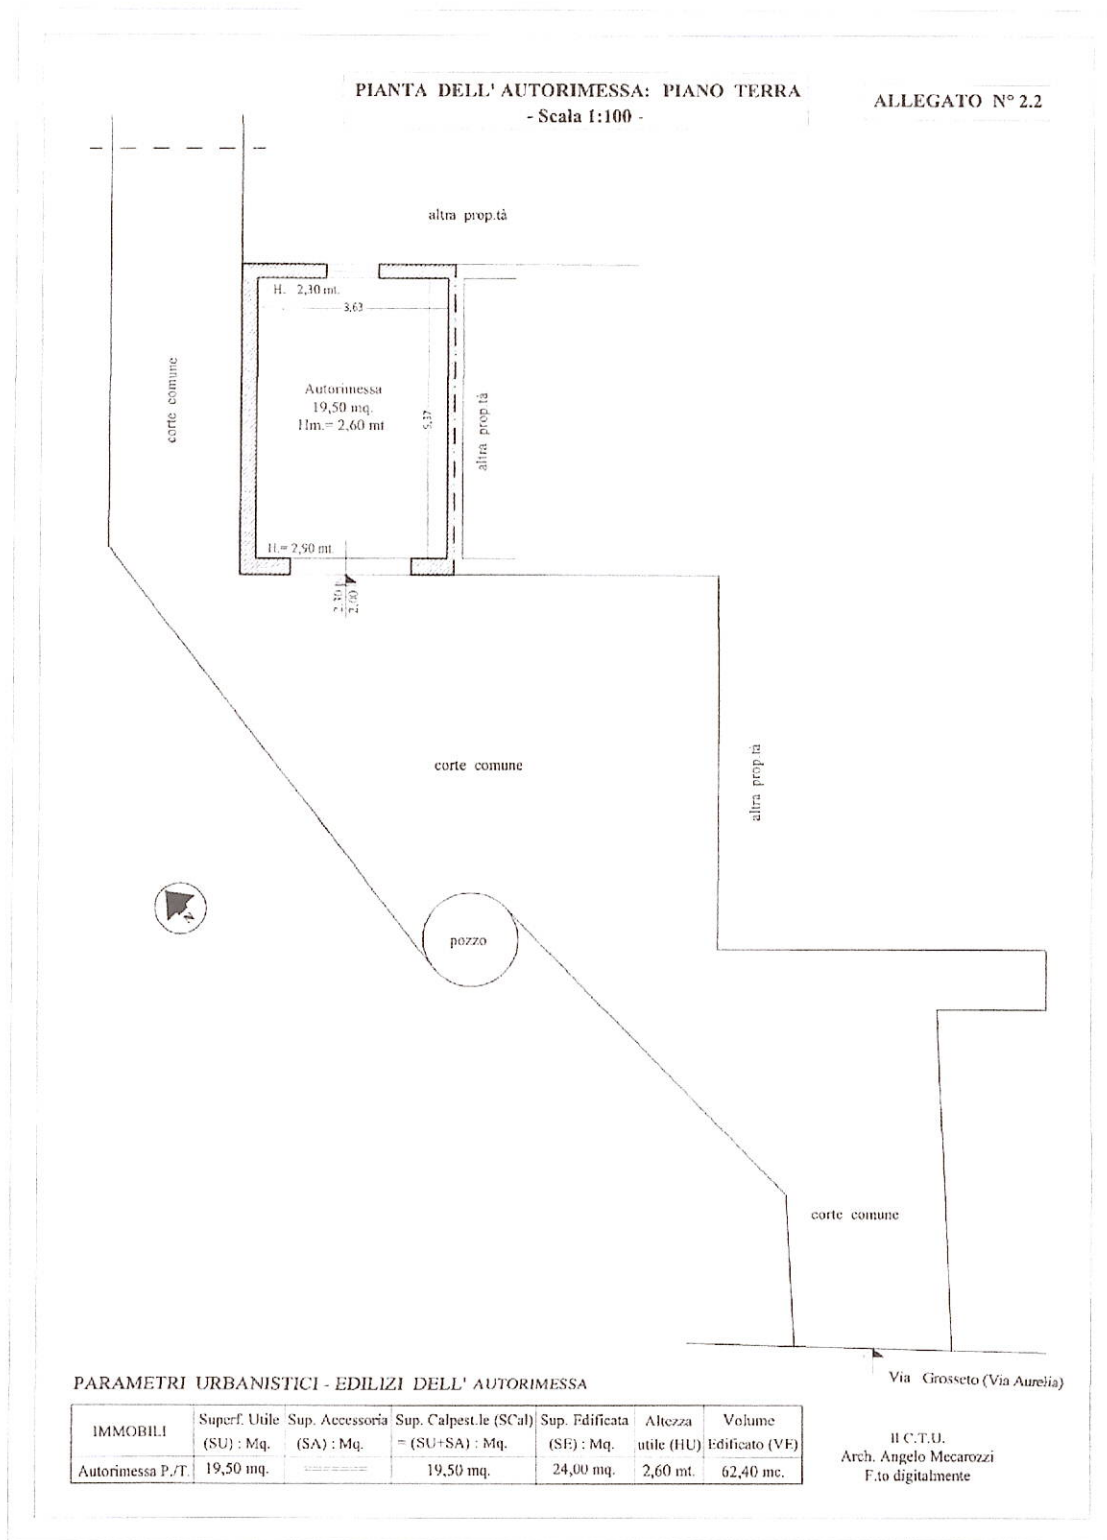 PIANTA DELL' AUTORIMESSA: PIANO TERRA
- Scala 1:100 -
ALLEGATO N° 2.2
altra prop.tà
H. 2,30 mt.
3,63
corte comune
Autorimessa
19,50 mq.
Hm.= 2,60 mt
5,37
altra prop.tà
H.= 2,90 mt.
2,30
2,00
corte comune
altra prop.tà
N
pozzo
corte comune
Via Grosseto (Via Aurelia)
PARAMETRI URBANISTICI - EDILIZI DELL' AUTORIMESSA
IMMOBILI
Superf. Utile (SU) : Mq.
Sup. Accessoria (SA) : Mq.
Sup. Calpest.le (SCal) = (SU+SA) : Mq.
Sup. Edificata (SE) : Mq.
Altezza utile (HU)
Volume Edificato (VE)
Autorimessa P./T. 19,50 mq. ======= 19,50 mq. 24,00 mq. 2,60 mt. 62,40 mc.
Il C.T.U.
Arch. Angelo Mecarozzi
F.to digitalmente